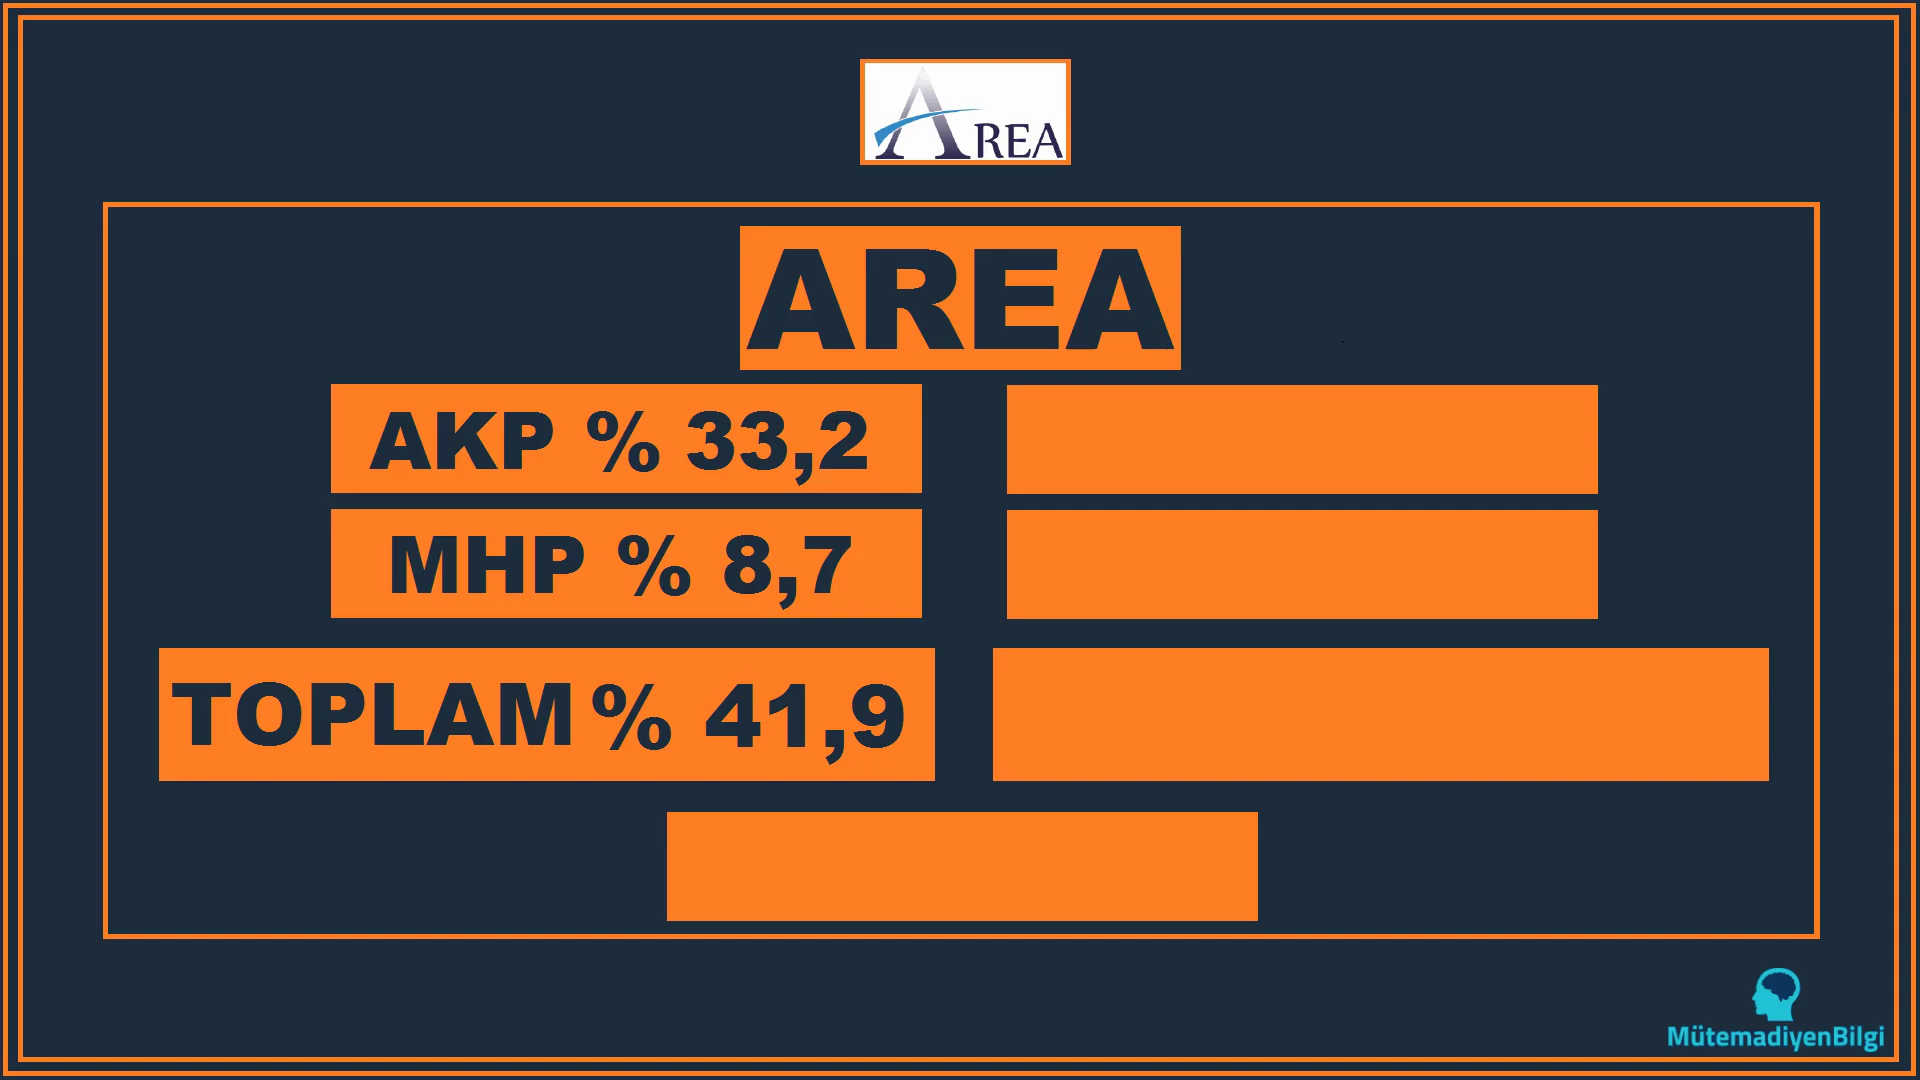 AREA
AREA
AKP % 33,2
MHP % 8,7
TOPLAM % 41,9
MütemadiyenBilgi